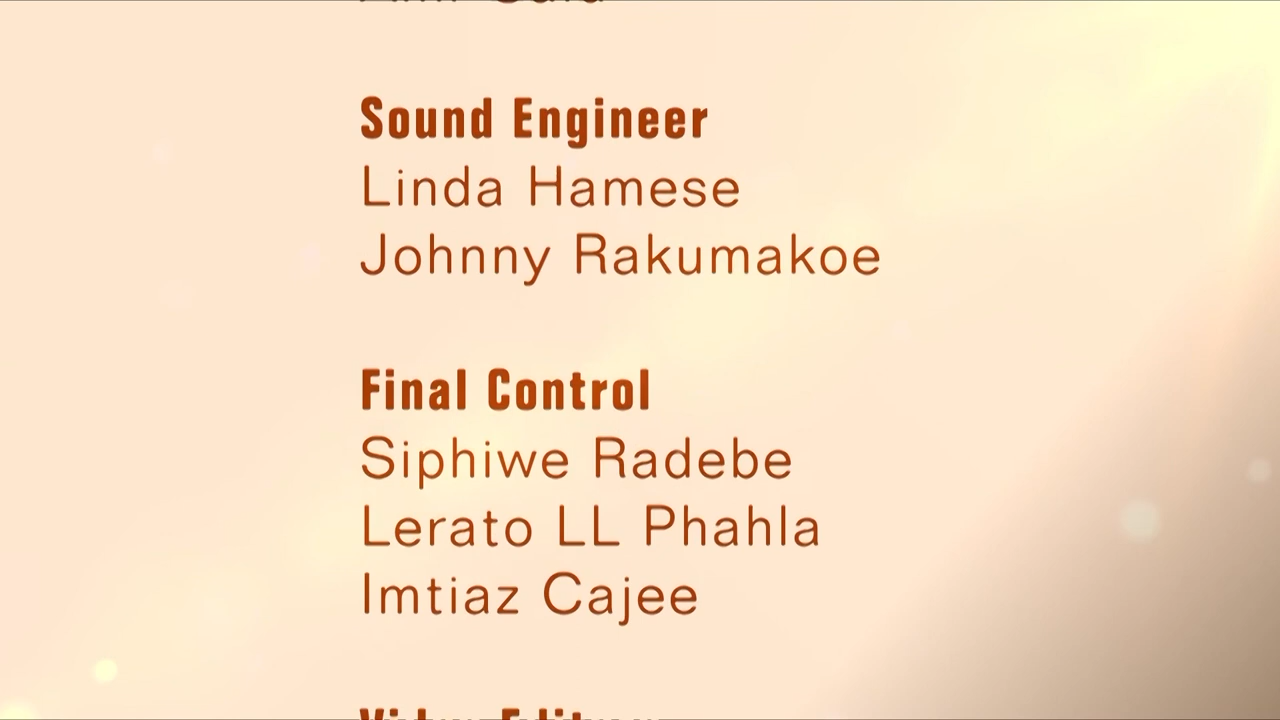 Sound Engineer
Linda Hamese
Johnny Rakumakoe
Final Control
Siphiwe Radebe
Lerato LL Phahla
Imtiaz Cajee